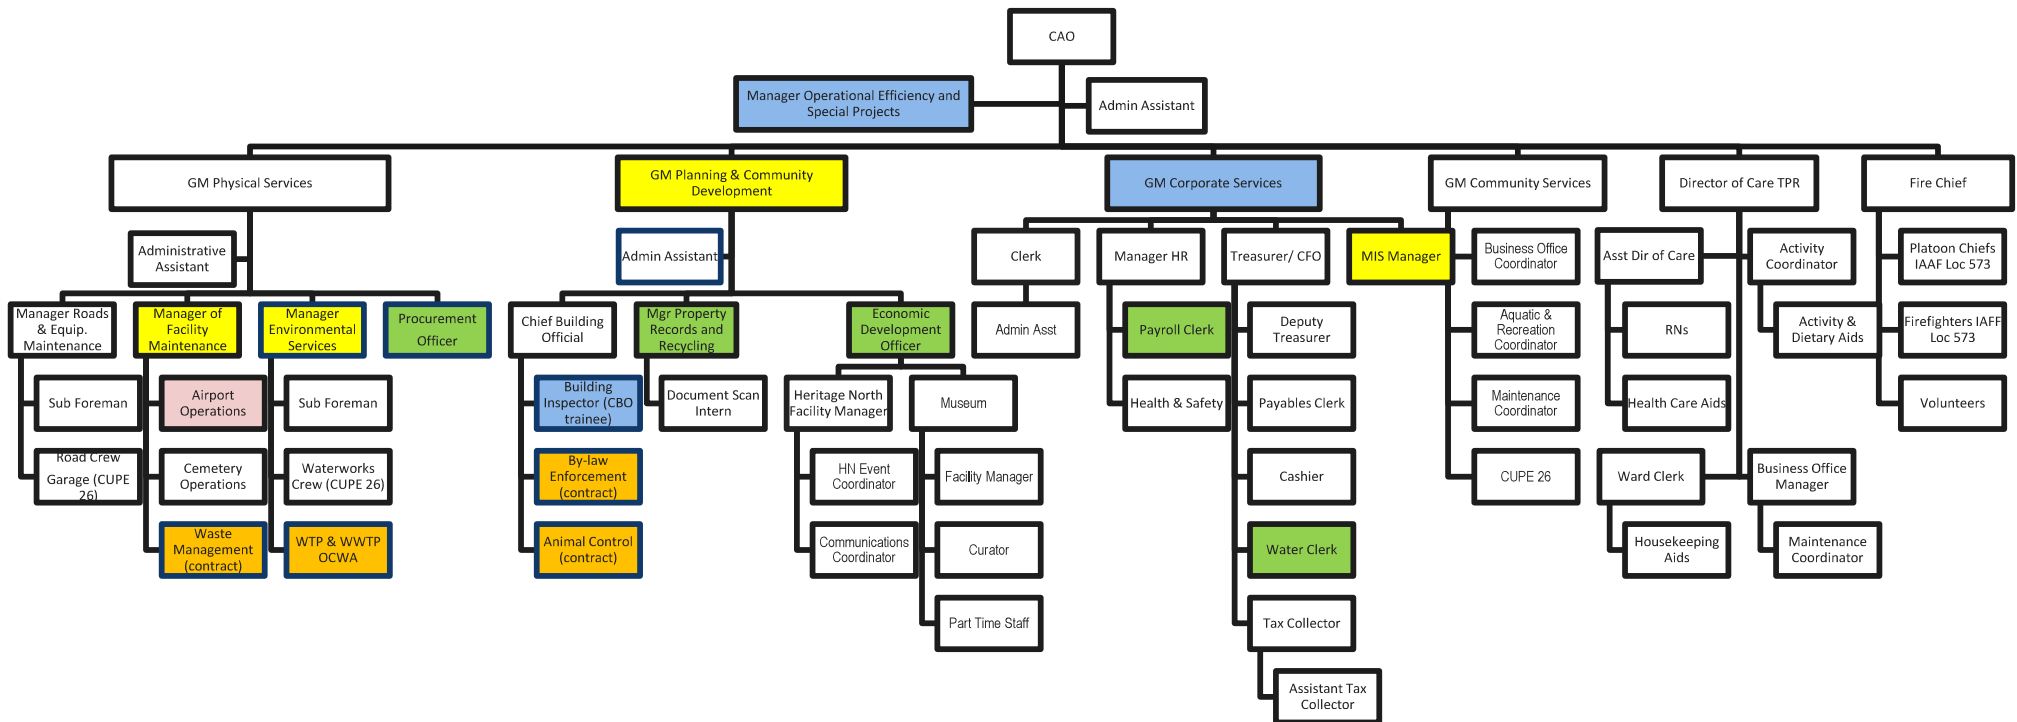 CAO
Manager Operational Efficiency and
Special Projects
Admin Assistant
GM Physical Services
GM Planning & Community
Development
GM Corporate Services
GM Community Services
Director of Care TPR
Fire Chief
Administrative
Assistant
Admin Assistant
Clerk
Manager HR
Treasurer/ CFO
MIS Manager
Business Office
Coordinator
Asst Dir of Care
Activity
Coordinator
Platoon Chiefs
IAAF Loc 573
Manager Roads
& Equip.
Maintenance
Manager of
Facility
Maintenance
Manager
Environmental
Services
Procurement
Officer
Chief Building
Official
Mgr Property
Records and
Recycling
Economic
Development
Officer
Admin Asst
Payroll Clerk
Deputy
Treasurer
Aquatic &
Recreation
Coordinator
RNs
Activity &
Dietary Aids
Firefighters IAFF
Loc 573
Sub Foreman
Airport
Operations
Sub Foreman
Building
Inspector (CBO
trainee)
Document Scan
Intern
Heritage North
Facility Manager
Museum
Health & Safety
Payables Clerk
Maintenance
Coordinator
Health Care Aids
Volunteers
Road Crew
Garage (CUPE
26)
Cemetery
Operations
Waterworks
Crew (CUPE 26)
By-law
Enforcement
(contract)
HN Event
Coordinator
Facility Manager
Cashier
CUPE 26
Ward Clerk
Business Office
Manager
Waste
Management
(contract)
WTP & WWTP
OCWA
Animal Control
(contract)
Communications
Coordinator
Curator
Water Clerk
Housekeeping
Aids
Maintenance
Coordinator
Part Time Staff
Tax Collector
Assistant Tax
Collector